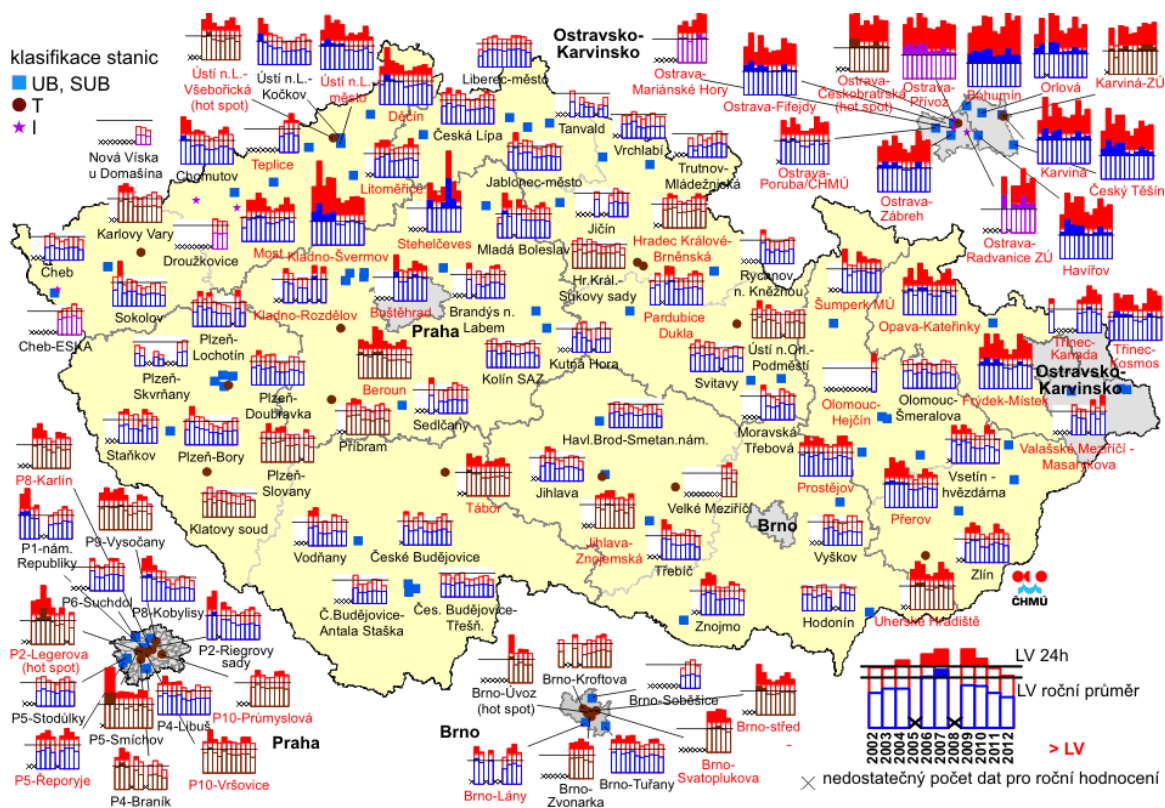 klasifikace stanic
UB, SUB
T
I
Ústí n.L.-
Všebořická
(hot spot)
Ústí n.L.-
Kočkov
Ústí n.L.
město
Děčín
Liberec-město
Česká Lípa
Tanvald
Vrchlabí
Trutnov-
Mládežnická
Nová Víska
u Domašína
Chomutov
Teplice
Litoměřice
Jablonec-město
Karlovy Vary
Droužkovice
Most
Kladno-Švermov
Stehelčeves
Mladá Boleslav
Jičín
Hradec Králové-
Brněnská
Cheb
Sokolov
Cheb-ESKA
Kladno-Rozdělov
Buštěhrad
Praha
Brandýs n.
Labem
Hr.Král.-
Sukovy sady
Pardubice
Dukla
Rychnov
n. Kněžnou
Plzeň-
Lochotín
Plzeň-
Skvrňany
Plzeň-
Doubravka
Beroun
Kolín SAZ
Kutná Hora
Ústí n.Orl.-
Podměstí
Svitavy
Šumperk MÚ
Opava-Kateřinky
Staňkov
Plzeň-Bory
Plzeň-
Slovany
Příbram
Sedlčany
Havl.Brod-Smetan.nám.
Moravská
Třebová
Olomouc-
Hejčín
Olomouc-
Šmeralova
Frýdek-Místek
Klatovy soud
Tábor
Jihlava
Velké Meziříčí
Prostějov
Přerov
Vsetín -
hvězdárna
Valašské Meziříčí -
Masarykova
Vodňany
České Budějovice
Jihlava-
Znojemská
Třebíč
Brno
Vyškov
Zlín
Č.Budějovice-
Antala Staška
Čes. Budějovice-
Třešň.
Znojmo
Hodonín
Uherské Hradiště
ČHMÚ
Ostravsko-
Karvinsko
Ostrava-
Mariánské Hory
Ostrava-Fifejdy
Ostrava-
Českobratrská
(hot spot)
Ostrava-
Přívoz
Bohumín
Orlová
Karviná-ZÚ
Ostrava-
Poruba/CHMÚ
Ostrava-
Zábřeh
Ostrava-
Radvanice ZÚ
Karviná
Český Těšín
Havířov
Třinec-
Kanada
Třinec-
Kosmos
Ostravsko-
Karvinsko
P8-Karlín
P1-nám.
Republiky
P9-Vysočany
P6-Suchdol
P8-Kobylisy
P2-Legerova
(hot spot)
P2-Riegrovy
sady
P5-Stodůlky
P5-Smíchov
P4-Libuš
P10-Průmyslová
P5-Řeporyje
P4-Braník
P10-Vršovice
Praha
Brno-Úvoz
(hot spot)
Brno-Kroftova
Brno-Soběšice
Brno-střed
Brno
Brno-
Svatoplukova
Brno-Lány
Brno-
Zvonarka
Brno-Tuřany
LV 24h
LV roční průměr
2002
2003
2004
2005
2006
2007
2008
2009
2010
2011
2012
> LV
nedostatečný počet dat pro roční hodnocení